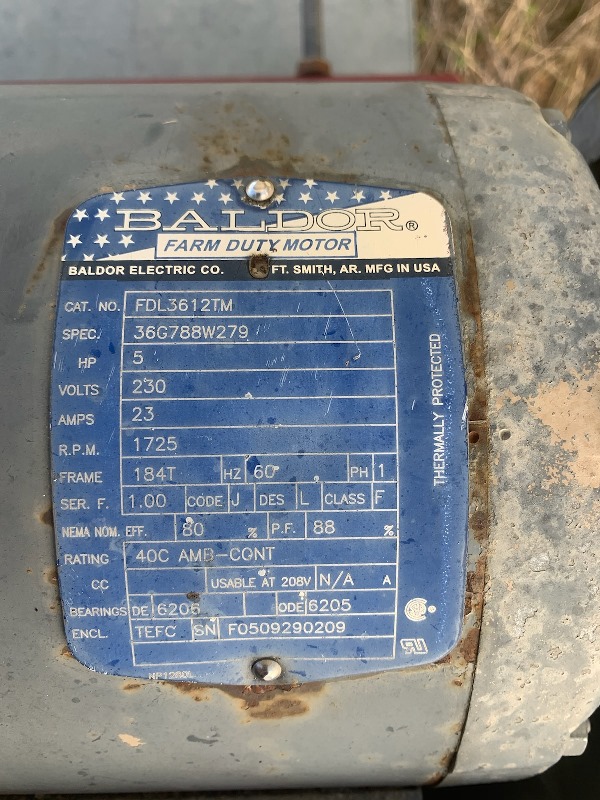 BALDOR®
FARM DUTY MOTOR
BALDOR ELECTRIC CO. FT. SMITH, AR. MFG IN USA
CAT. NO. FDL3612TM
SPEC. 36G788W279
HP 5
VOLTS 230
AMPS 23
R.P.M. 1725
FRAME 184T HZ 60 PH 1
SER. F. 1.00 CODE J DES L CLASS F
NEMA NOM. EFF. 80 % P.F. 88 %
RATING 40C AMB-CONT
CC USABLE AT 208V N/A A
BEARINGS DE 6206 ODE 6205
ENCL. TEFC SN F0509290209
THERMALLY PROTECTED